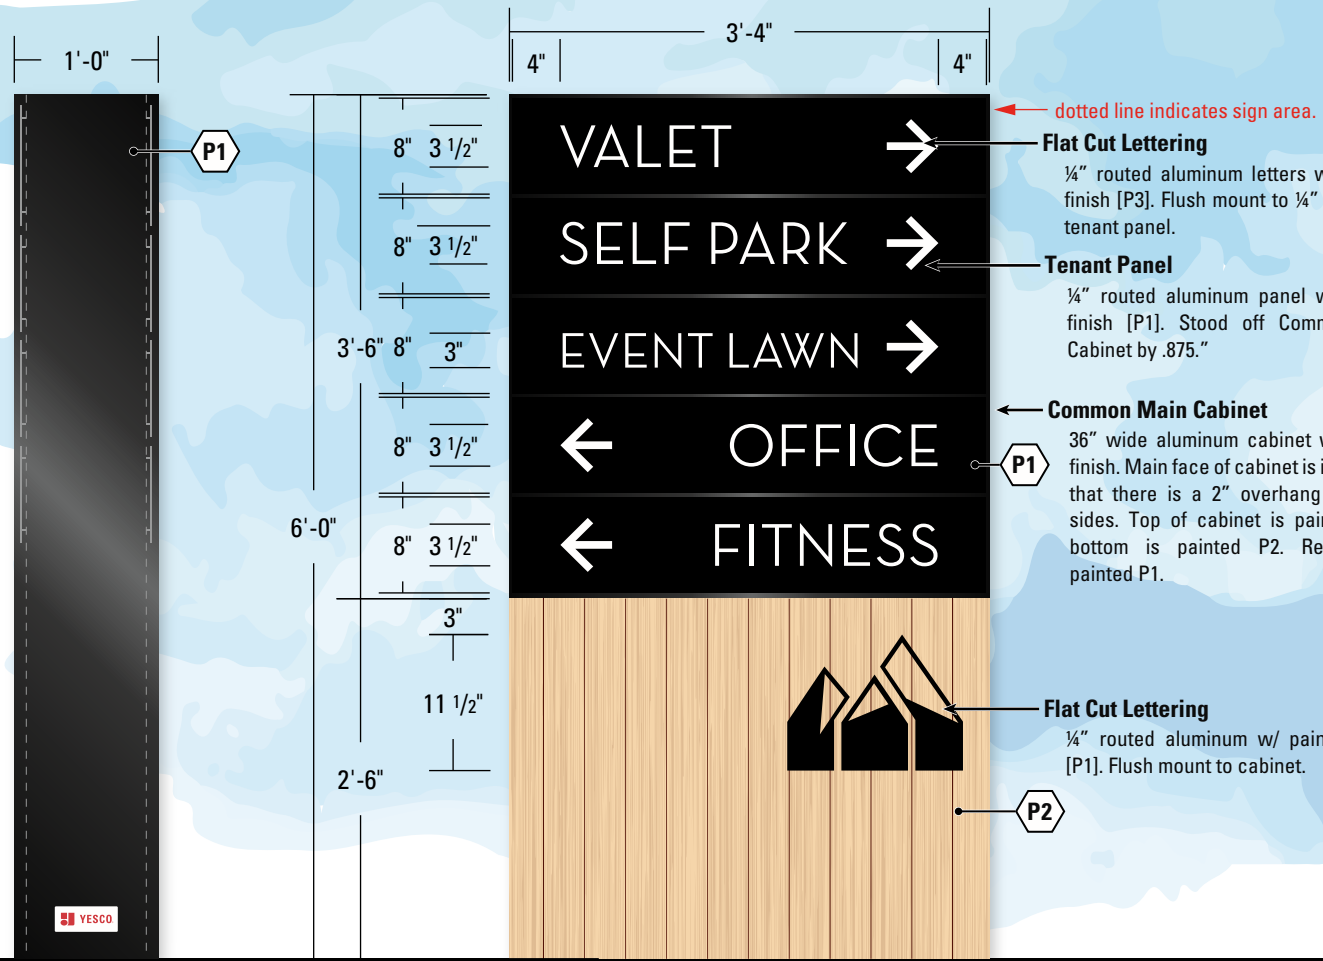 1'-0"
3'-4"
4"
4"
P1
8" 3 1/2"
8" 3 1/2"
3'-6" 8" 3"
8" 3 1/2"
6'-0"
8" 3 1/2"
3"
11 1/2"
2'-6"
VALET
SELF PARK
EVENT LAWN
OFFICE
FITNESS
dotted line indicates sign area.
Flat Cut Lettering
¼” routed aluminum letters
finish [P3]. Flush mount to ¼”
tenant panel.
Tenant Panel
¼” routed aluminum panel
finish [P1]. Stood off
Cabinet by .875.”
Common Main Cabinet
36” wide aluminum cabinet
P1
finish. Main face of cabinet is
that there is a 2” overhang
sides. Top of cabinet is
bottom is painted P2.
painted P1.
Flat Cut Lettering
¼” routed aluminum w/
[P1]. Flush mount to cabinet.
P2
YESCO